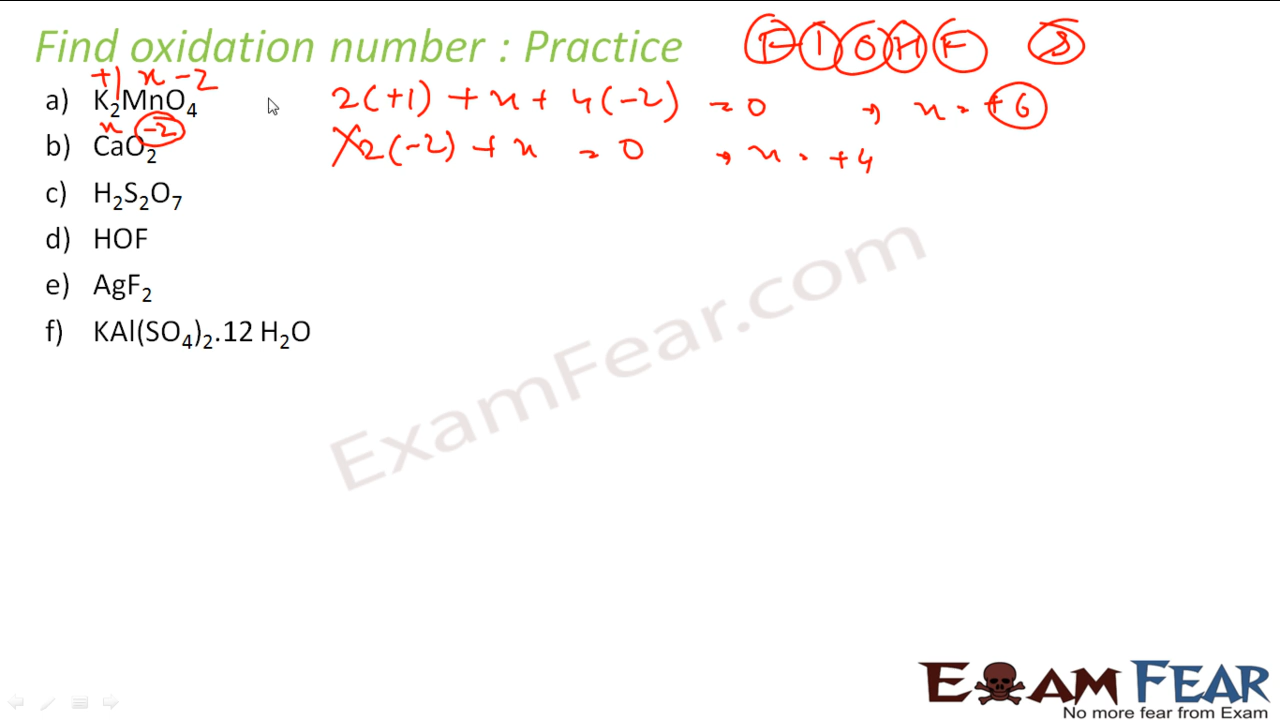 Find oxidation number : Practice F I O H F S
+1 x -2
a) K₂MnO₄ 2(+1) + x + 4(-2) = 0 → x = +6
x -2
b) CaO₂ 2(-2) + x = 0 → x = +4
c) H₂S₂O₇
d) HOF
e) AgF₂
f) KAl(SO₄)₂.12 H₂O
ExamFear.com
EXAM FEAR
No more fear from Exam